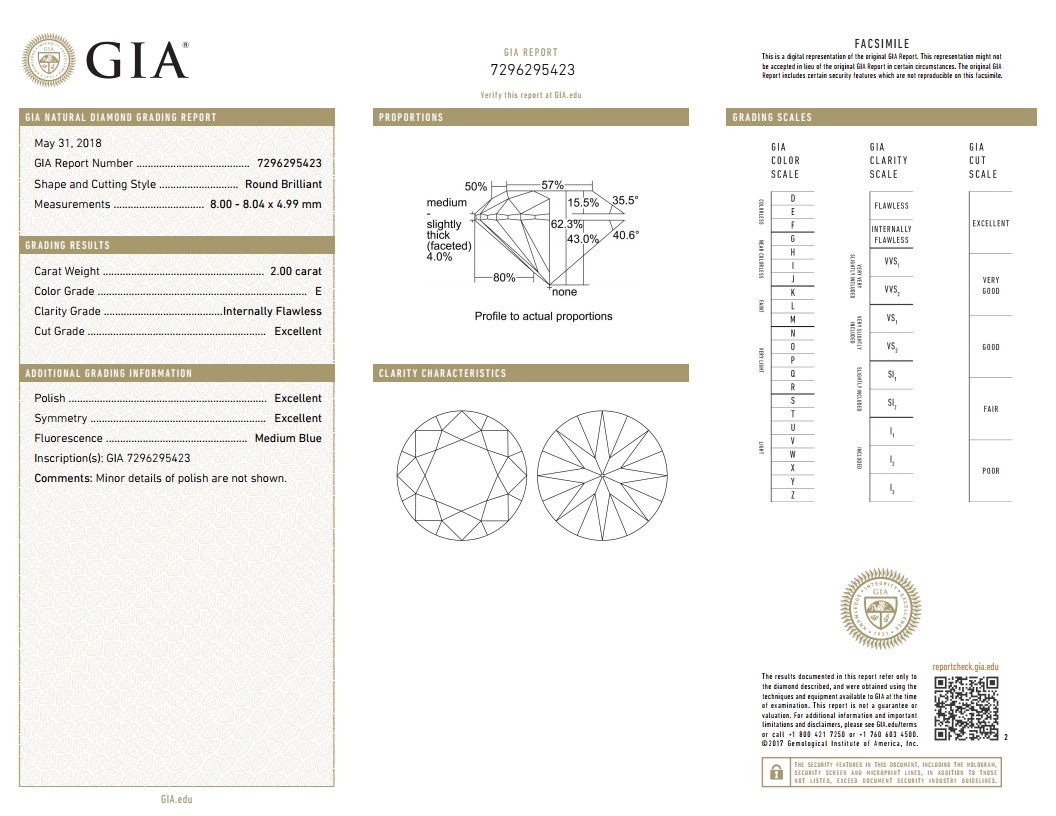 GIA®
GIA REPORT
7296295423
Verify this report at GIA.edu
FACSIMILE
This is a digital representation of the original GIA Report. This representation might not
be accepted in lieu of the original GIA Report in certain circumstances. The original GIA
Report includes certain security features which are not reproducible on this facsimile.
GIA NATURAL DIAMOND GRADING REPORT
May 31, 2018
GIA Report Number ................................... 7296295423
Shape and Cutting Style ......................... Round Brilliant
Measurements ............................ 8.00 - 8.04 x 4.99 mm
GRADING RESULTS
Carat Weight .................................................. 2.00 carat
Color Grade .................................................................. E
Clarity Grade .....................................Internally Flawless
Cut Grade ....................................................... Excellent
ADDITIONAL GRADING INFORMATION
Polish ............................................................. Excellent
Symmetry ....................................................... Excellent
Fluorescence ............................................ Medium Blue
Inscription(s): GIA 7296295423
Comments: Minor details of polish are not shown.
GIA.edu
PROPORTIONS
50%
57%
medium
-
slightly
thick
(faceted)
4.0%
15.5%
35.5°
62.3%
43.0%
40.6°
80%
none
Profile to actual proportions
CLARITY CHARACTERISTICS
GRADING SCALES
GIA
COLOR
SCALE
COLORLESS
D
E
F
NEAR COLORLESS
G
H
I
J
FAINT
K
L
M
VERY LIGHT
N
O
P
Q
R
LIGHT
S
T
U
V
W
X
Y
Z
GIA
CLARITY
SCALE
FLAWLESS
INTERNALLY
FLAWLESS
VERY VERY
SLIGHTLY INCLUDED
VVS1
VVS2
VERY SLIGHTLY
INCLUDED
VS1
VS2
SLIGHTLY INCLUDED
SI1
SI2
INCLUDED
I1
I2
I3
GIA
CUT
SCALE
EXCELLENT
VERY
GOOD
GOOD
FAIR
POOR
INTEGRITY • EXCELLENCE • 1931 • KNOWLEDGE
GIA
The results documented in this report refer only to
the diamond described, and were obtained using the
techniques and equipment available to GIA at the time
of examination. This report is not a guarantee or
valuation. For additional information and important
limitations and disclaimers, please see GIA.edu/terms
or call +1 800 421 7250 or +1 760 603 4500.
©2017 Gemological Institute of America, Inc.
reportcheck.gia.edu
2
THE SECURITY FEATURES IN THIS DOCUMENT, INCLUDING THE HOLOGRAM,
SECURITY SCREEN AND MICROPRINT LINES, IN ADDITION TO THOSE
NOT LISTED, EXCEED DOCUMENT SECURITY INDUSTRY GUIDELINES.